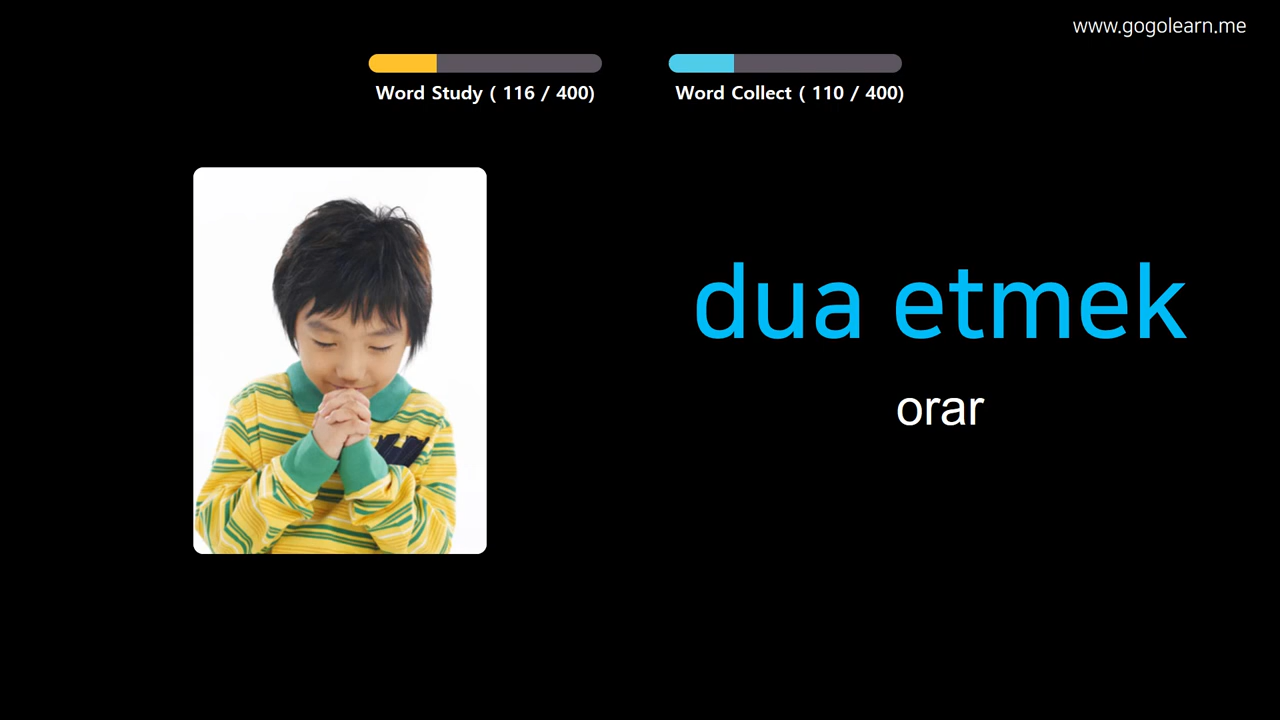 www.gogolearn.me
Word Study ( 116 / 400)
Word Collect ( 110 / 400)
dua etmek
orar